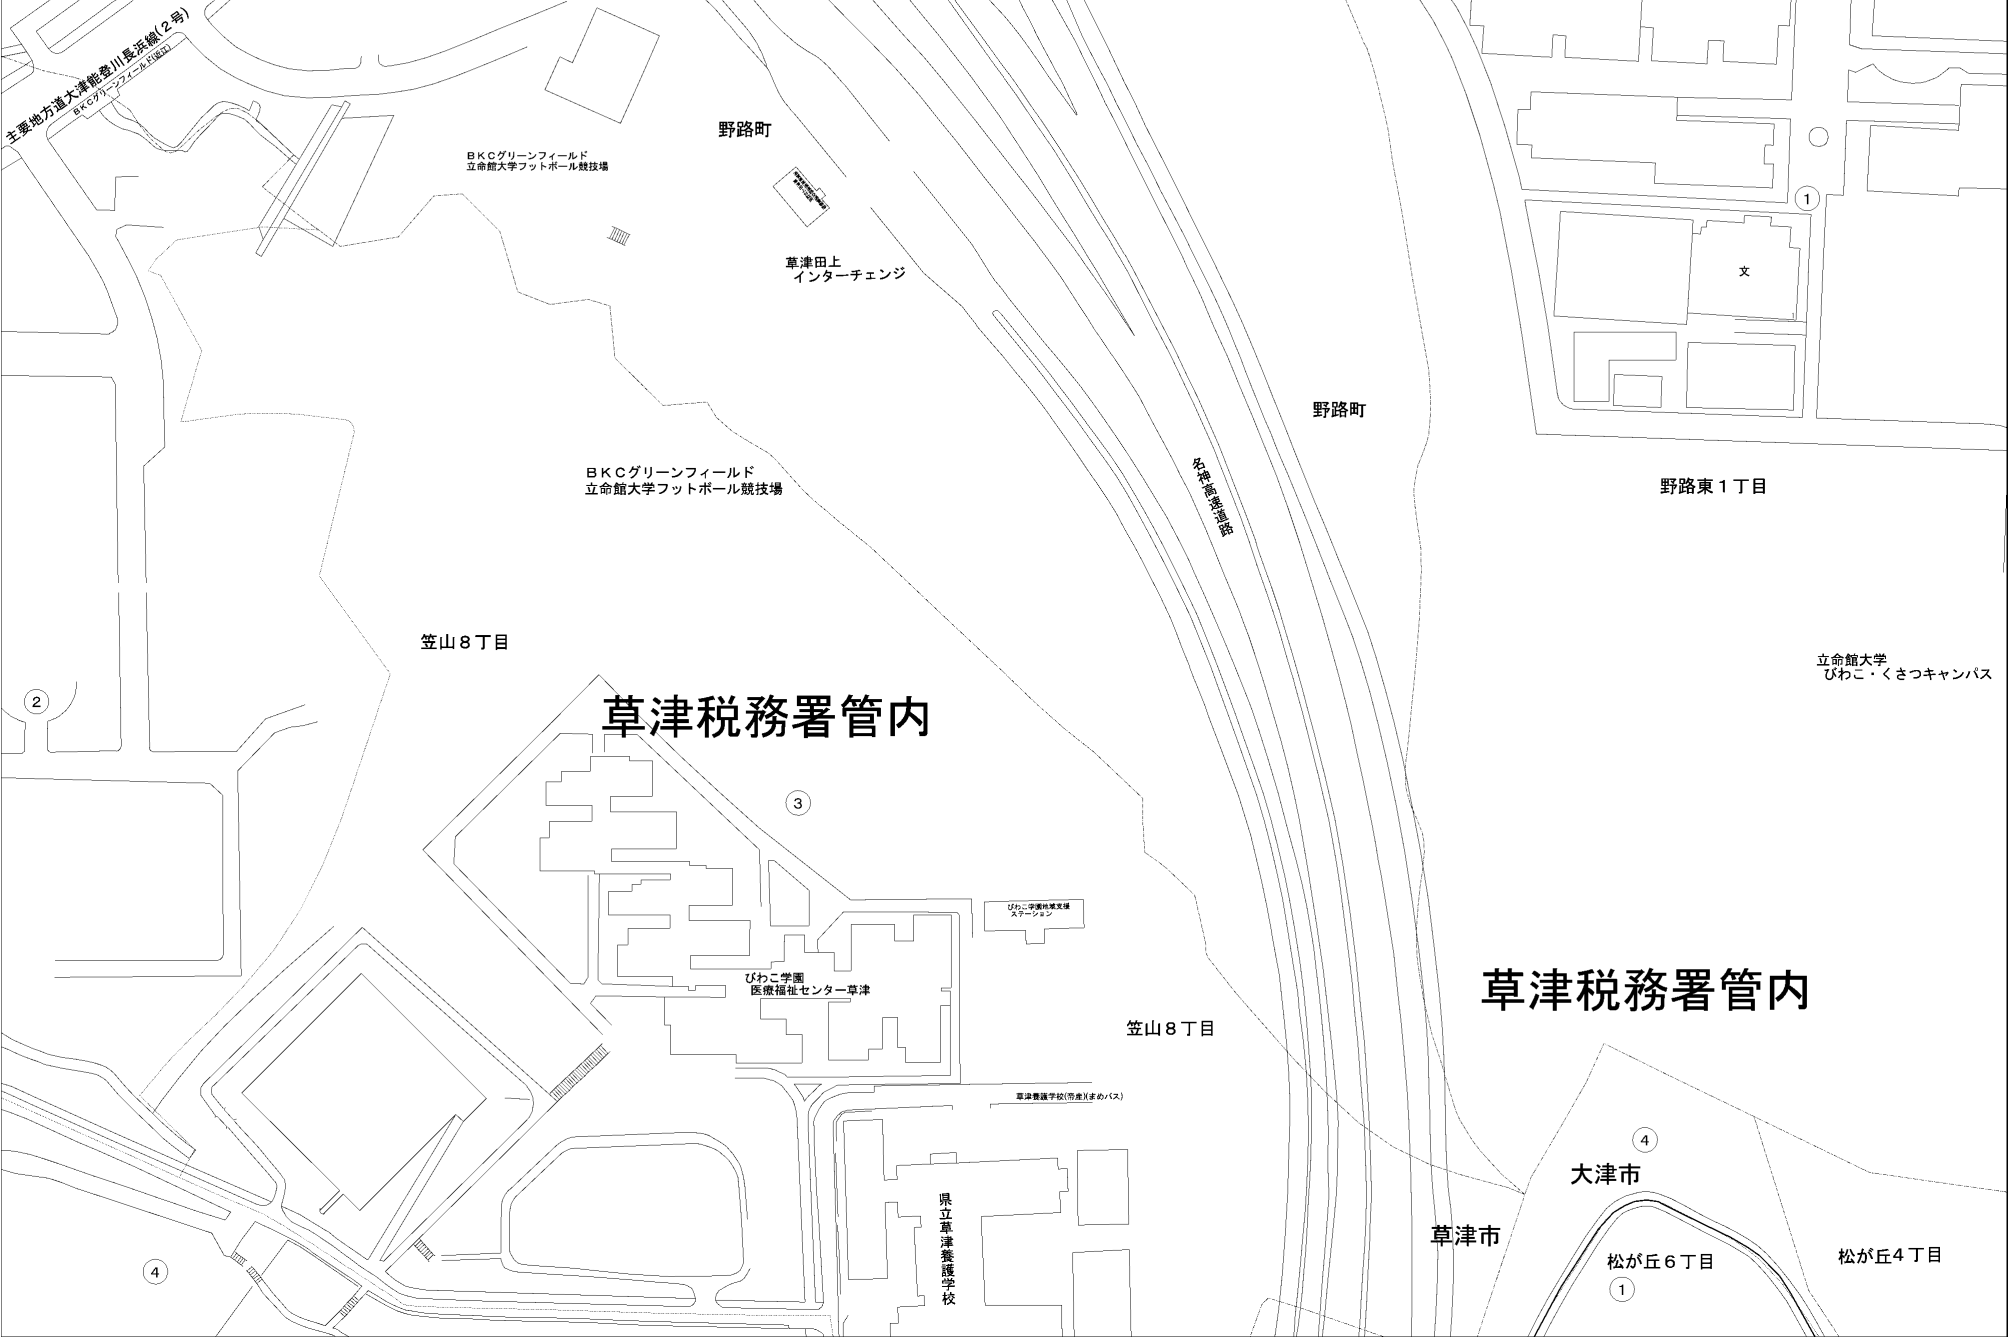 主要地方道大津能登川長浜線(２号)
ＢＫＣグリーンフィールド(近江)
野路町
ＢＫＣグリーンフィールド
立命館大学フットボール競技場
①
文
草津田上
インターチェンジ
野路町
ＢＫＣグリーンフィールド
立命館大学フットボール競技場
名神高速道路
野路東１丁目
笠山８丁目
立命館大学
びわこ・くさつキャンパス
②
草津税務署管内
③
びわこ学園地域支援
ステーション
びわこ学園
医療福祉センター草津
草津税務署管内
笠山８丁目
草津養護学校(帝産)(まめバス)
④
大津市
県立草津養護学校
草津市
松が丘６丁目
松が丘４丁目
④
①